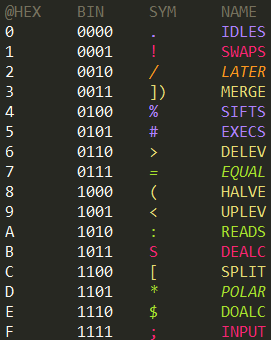 @HEX BIN SYM NAME
0 0000 . IDLES
1 0001 ! SWAPS
2 0010 / LATER
3 0011 ]) MERGE
4 0100 % SIFTS
5 0101 # EXECS
6 0110 > DELEV
7 0111 = EQUAL
8 1000 ( HALVE
9 1001 < UPLEV
A 1010 : READS
B 1011 S DEALC
C 1100 [ SPLIT
D 1101 * POLAR
E 1110 $ DOALC
F 1111 ; INPUT